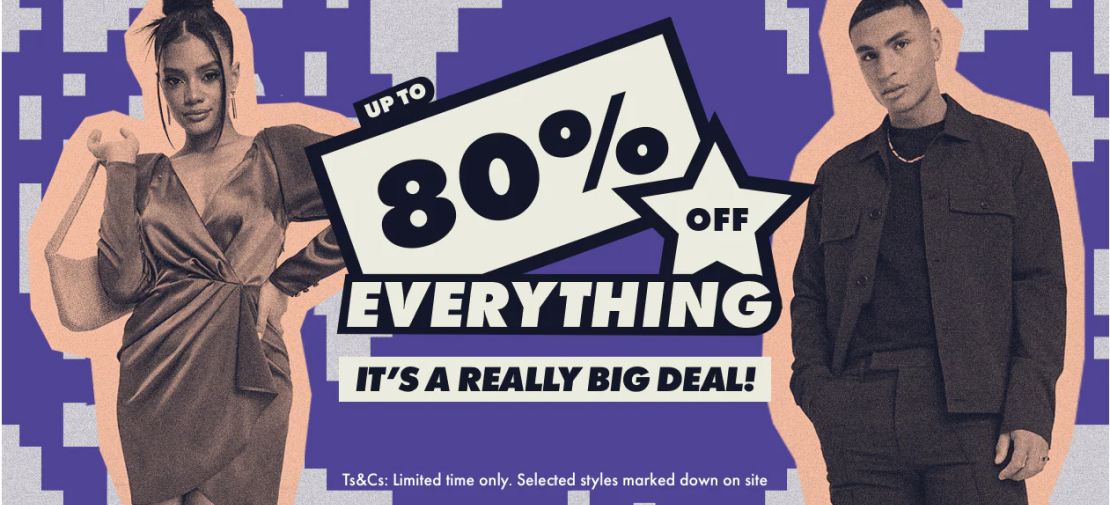 UP TO
80%
OFF
EVERYTHING
IT'S A REALLY BIG DEAL!
Ts&Cs: Limited time only. Selected styles marked down on site